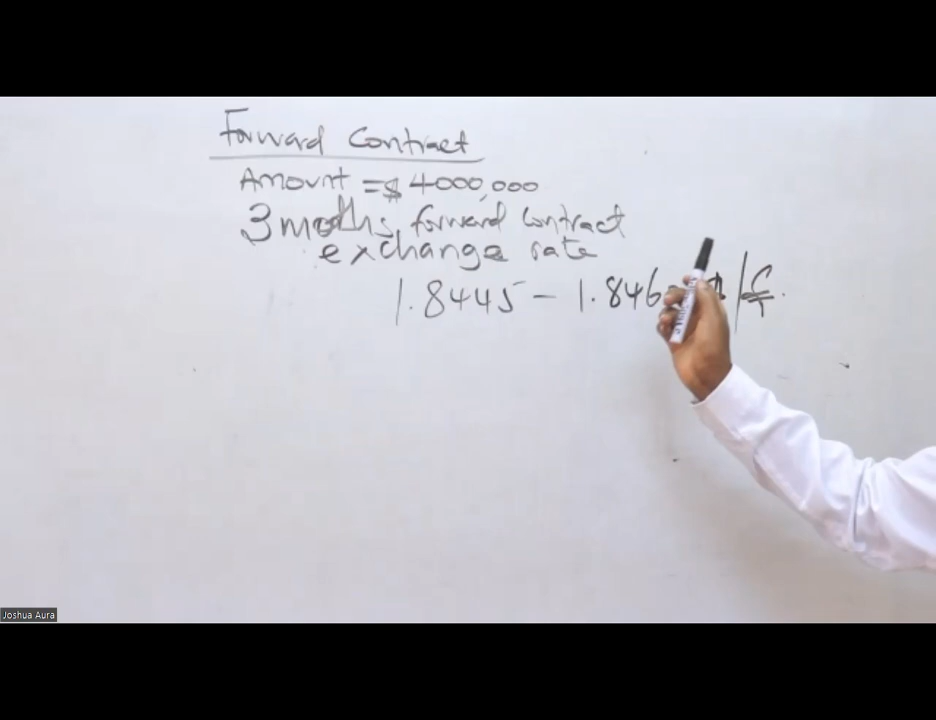 Forward Contract
Amount = $ 4000,000
3 months forward contract
exchange rate
1.8445 – 1.846
Joshua Aura